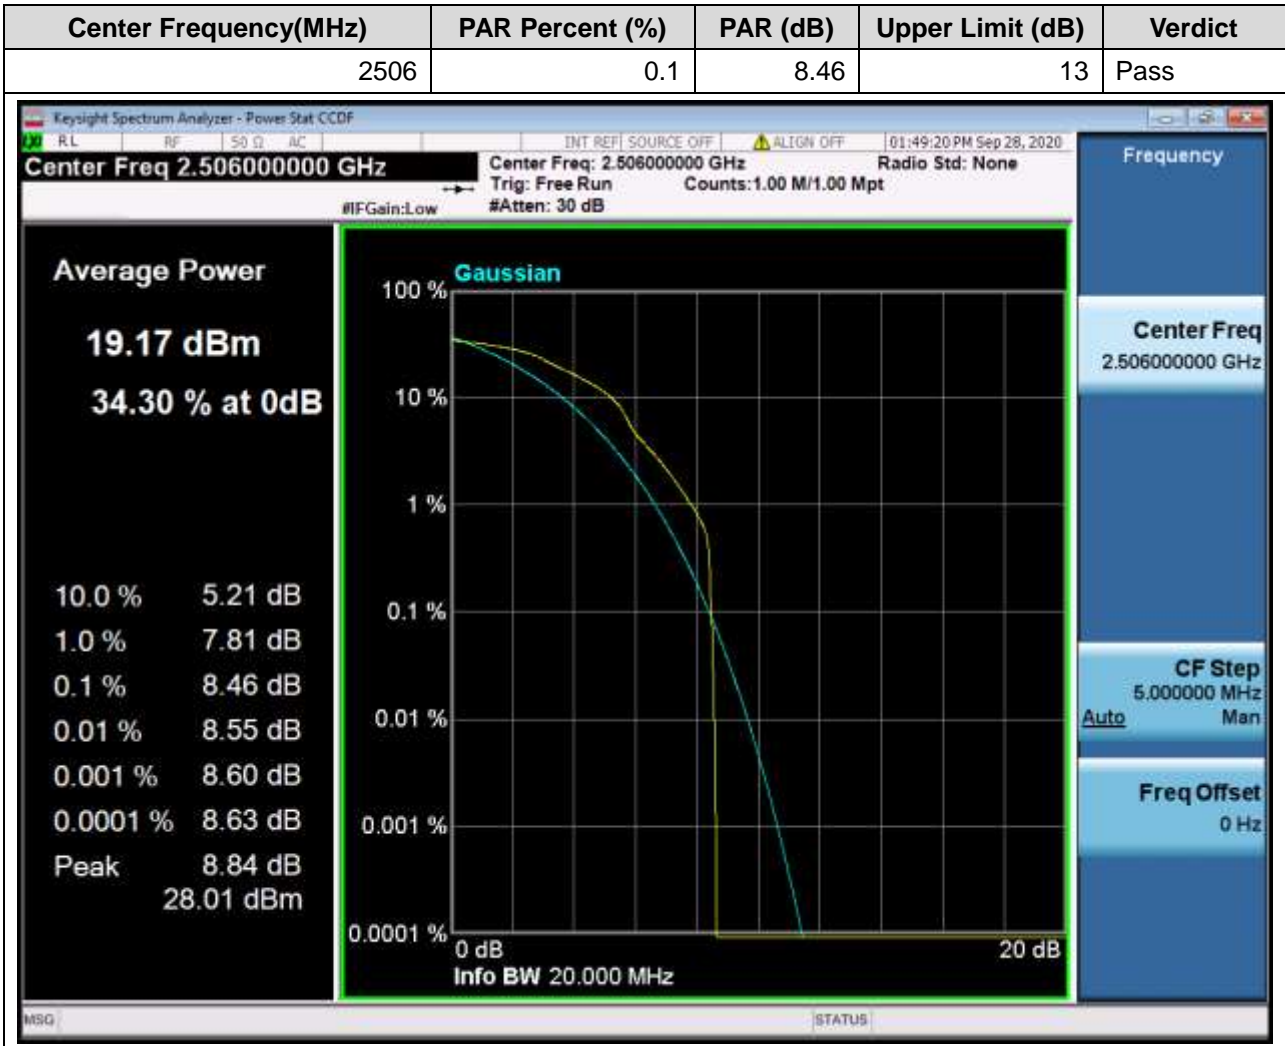 Center Frequency(MHz) PAR Percent (%) PAR (dB) Upper Limit (dB) Verdict
2506 0.1 8.46 13 Pass
Keysight Spectrum Analyzer - Power Stat CCDF
RL RF 50 Ω AC INT REF SOURCE OFF ALIGN OFF 01:49:20 PM Sep 28, 2020
Center Freq 2.506000000 GHz
Center Freq: 2.506000000 GHz Radio Std: None
Trig: Free Run Counts:1.00 M/1.00 Mpt
#IFGain:Low #Atten: 30 dB
Frequency
Average Power
19.17 dBm
34.30 % at 0dB
10.0 % 5.21 dB
1.0 % 7.81 dB
0.1 % 8.46 dB
0.01 % 8.55 dB
0.001 % 8.60 dB
0.0001 % 8.63 dB
Peak 8.84 dB
28.01 dBm
Gaussian
100 %
10 %
1 %
0.1 %
0.01 %
0.001 %
0.0001 %
0 dB 20 dB
Info BW 20.000 MHz
Center Freq
2.506000000 GHz
CF Step
5.000000 MHz
Auto Man
Freq Offset
0 Hz
MSG STATUS